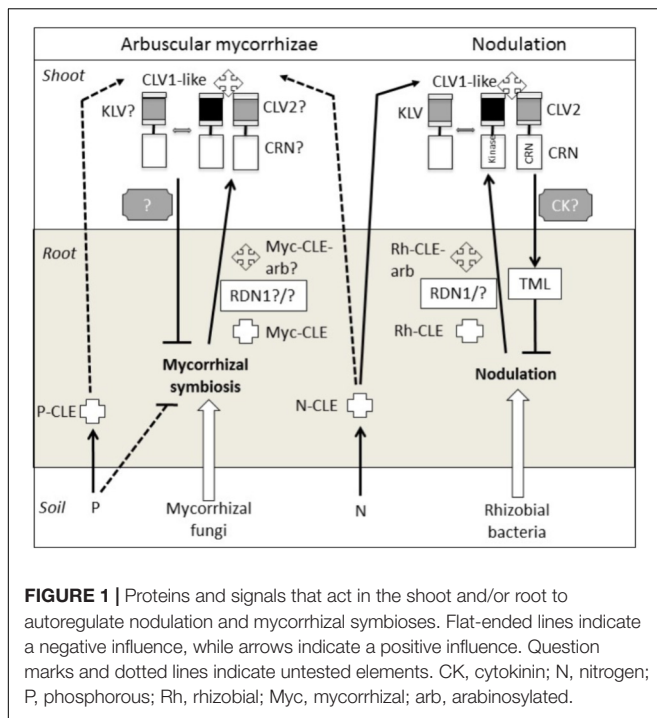 Arbuscular mycorrhizae
Nodulation
Shoot
CLV1-like
KLV?
CLV2?
CRN?
?
CLV1-like
KLV
CLV2
Kinase
CRN
CRN
CK?
Root
Myc-CLE-
arb?
RDN1?/?
Myc-CLE
Mycorrhizal
symbiosis
P-CLE
N-CLE
Rh-CLE-
arb
RDN1/?
Rh-CLE
TML
Nodulation
Soil
P
Mycorrhizal
fungi
N
Rhizobial
bacteria
FIGURE 1 | Proteins and signals that act in the shoot and/or root to
autoregulate nodulation and mycorrhizal symbioses. Flat-ended lines indicate
a negative influence, while arrows indicate a positive influence. Question
marks and dotted lines indicate untested elements. CK, cytokinin; N, nitrogen;
P, phosphorous; Rh, rhizobial; Myc, mycorrhizal; arb, arabinosylated.